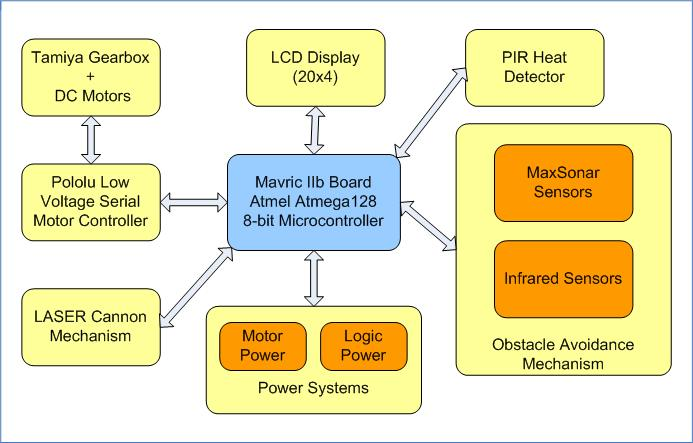 Tamiya Gearbox
+
DC Motors
LCD Display
(20x4)
PIR Heat
Detector
Pololu Low
Voltage Serial
Motor Controller
Mavric IIb Board
Atmel Atmega128
8-bit Microcontroller
MaxSonar
Sensors
Infrared Sensors
Obstacle Avoidance
Mechanism
LASER Cannon
Mechanism
Motor
Power
Logic
Power
Power Systems